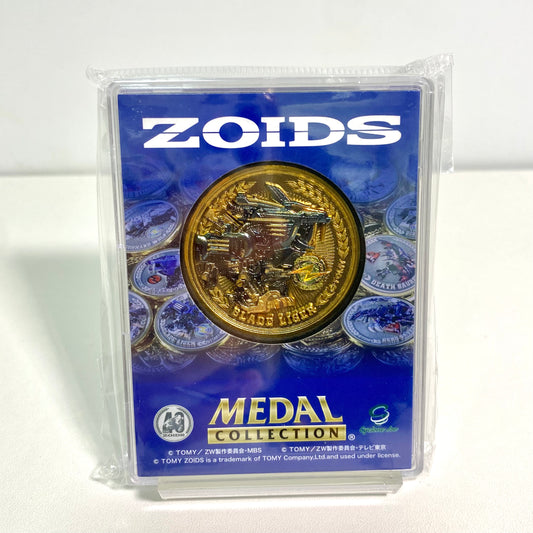 ZOIDS
BLADE LIGER
DEATH SAUR
MEDAL
COLLECTION®
© TOMY／ ZW製作委員会・MBS © TOMY／ZW製作委員会・テレビ東京
© TOMY ZOIDS is a trademark of TOMY Company,Ltd.and used under license.